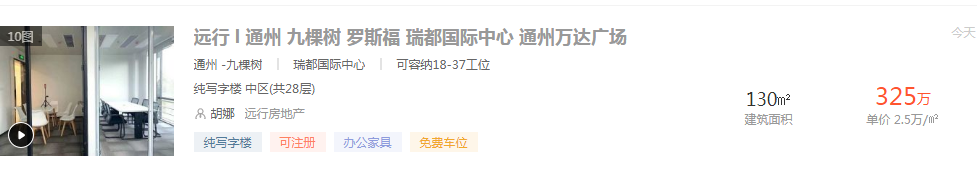 10图
远行 l 通州 九棵树 罗斯福 瑞都国际中心 通州万达广场
今天
通州 -九棵树 | 瑞都国际中心 | 可容纳18-37工位
纯写字楼 中区(共28层)
胡娜 远行房地产
纯写字楼 可注册 办公家具 免费车位
130㎡
建筑面积
325万
单价 2.5万/㎡